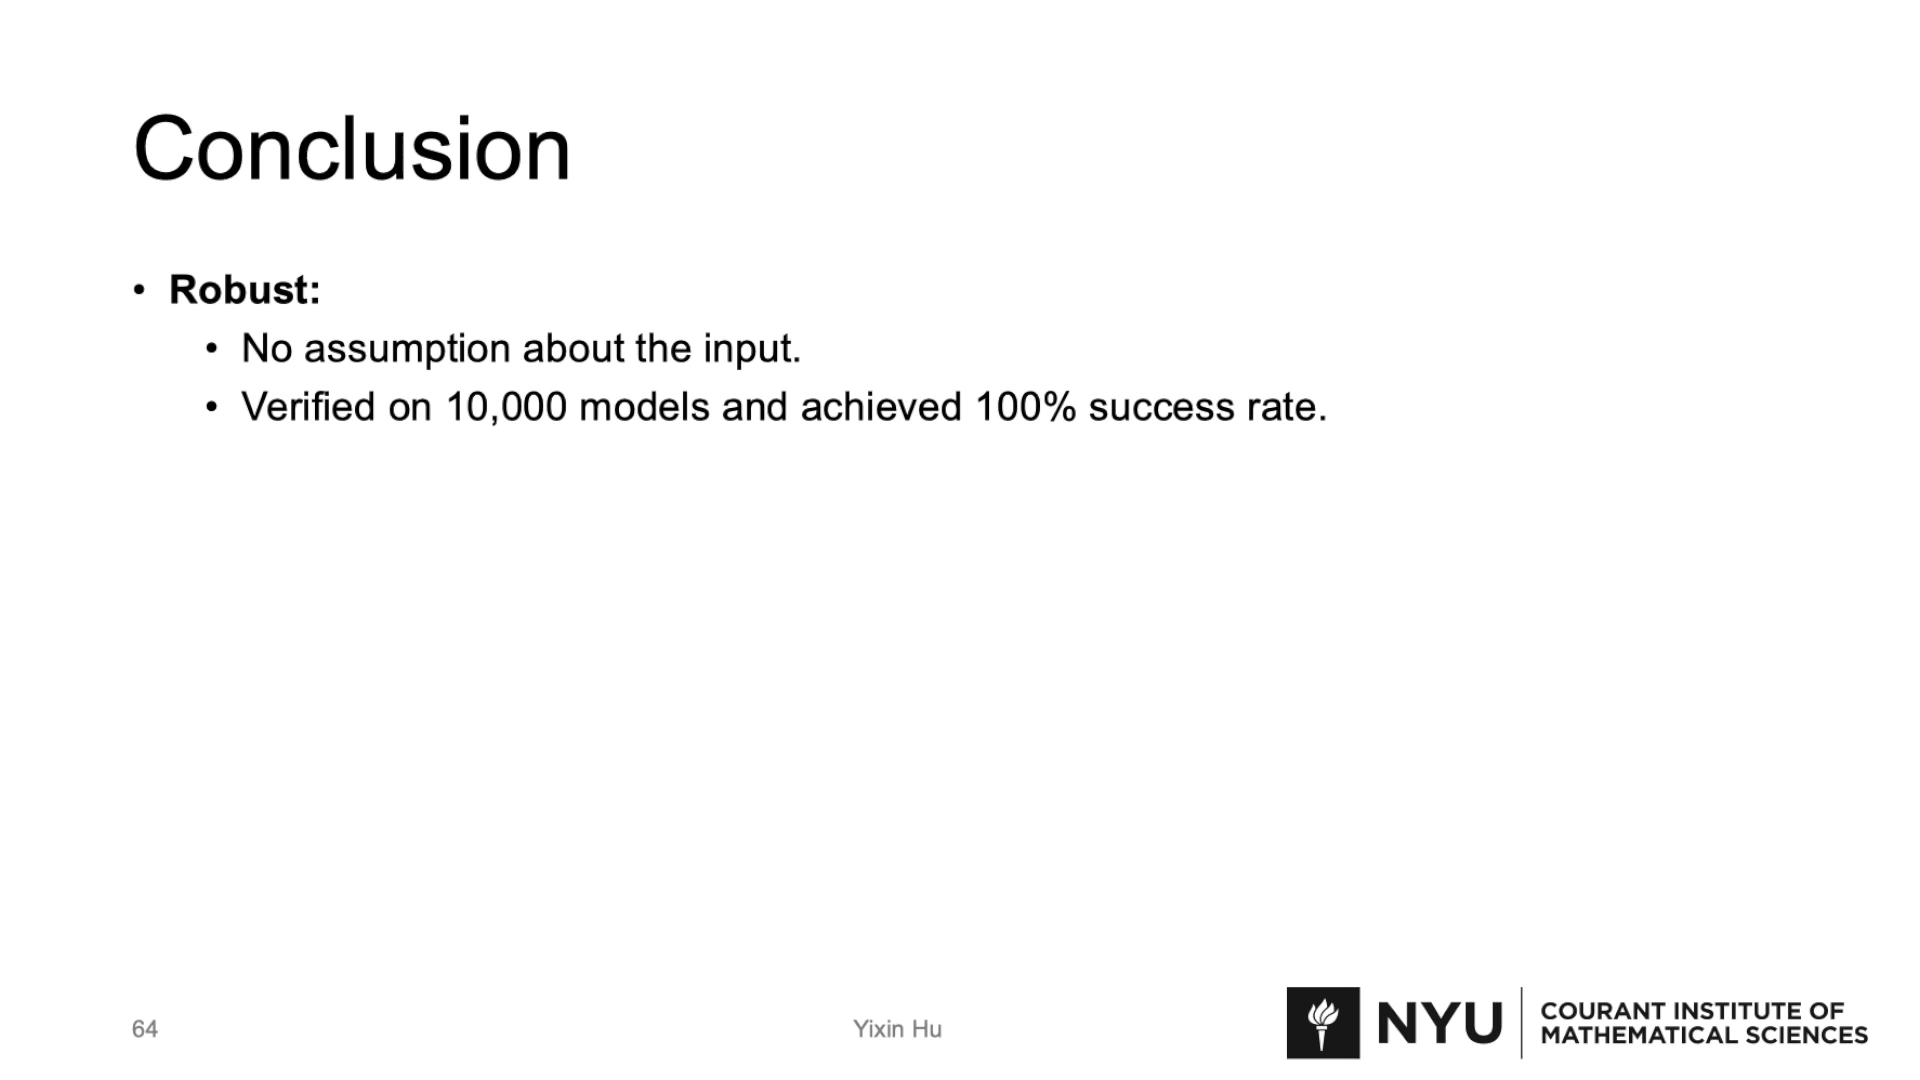 Conclusion
• Robust:
• No assumption about the input.
• Verified on 10,000 models and achieved 100% success rate.
64
Yixin Hu
NYU
COURANT INSTITUTE OF
MATHEMATICAL SCIENCES